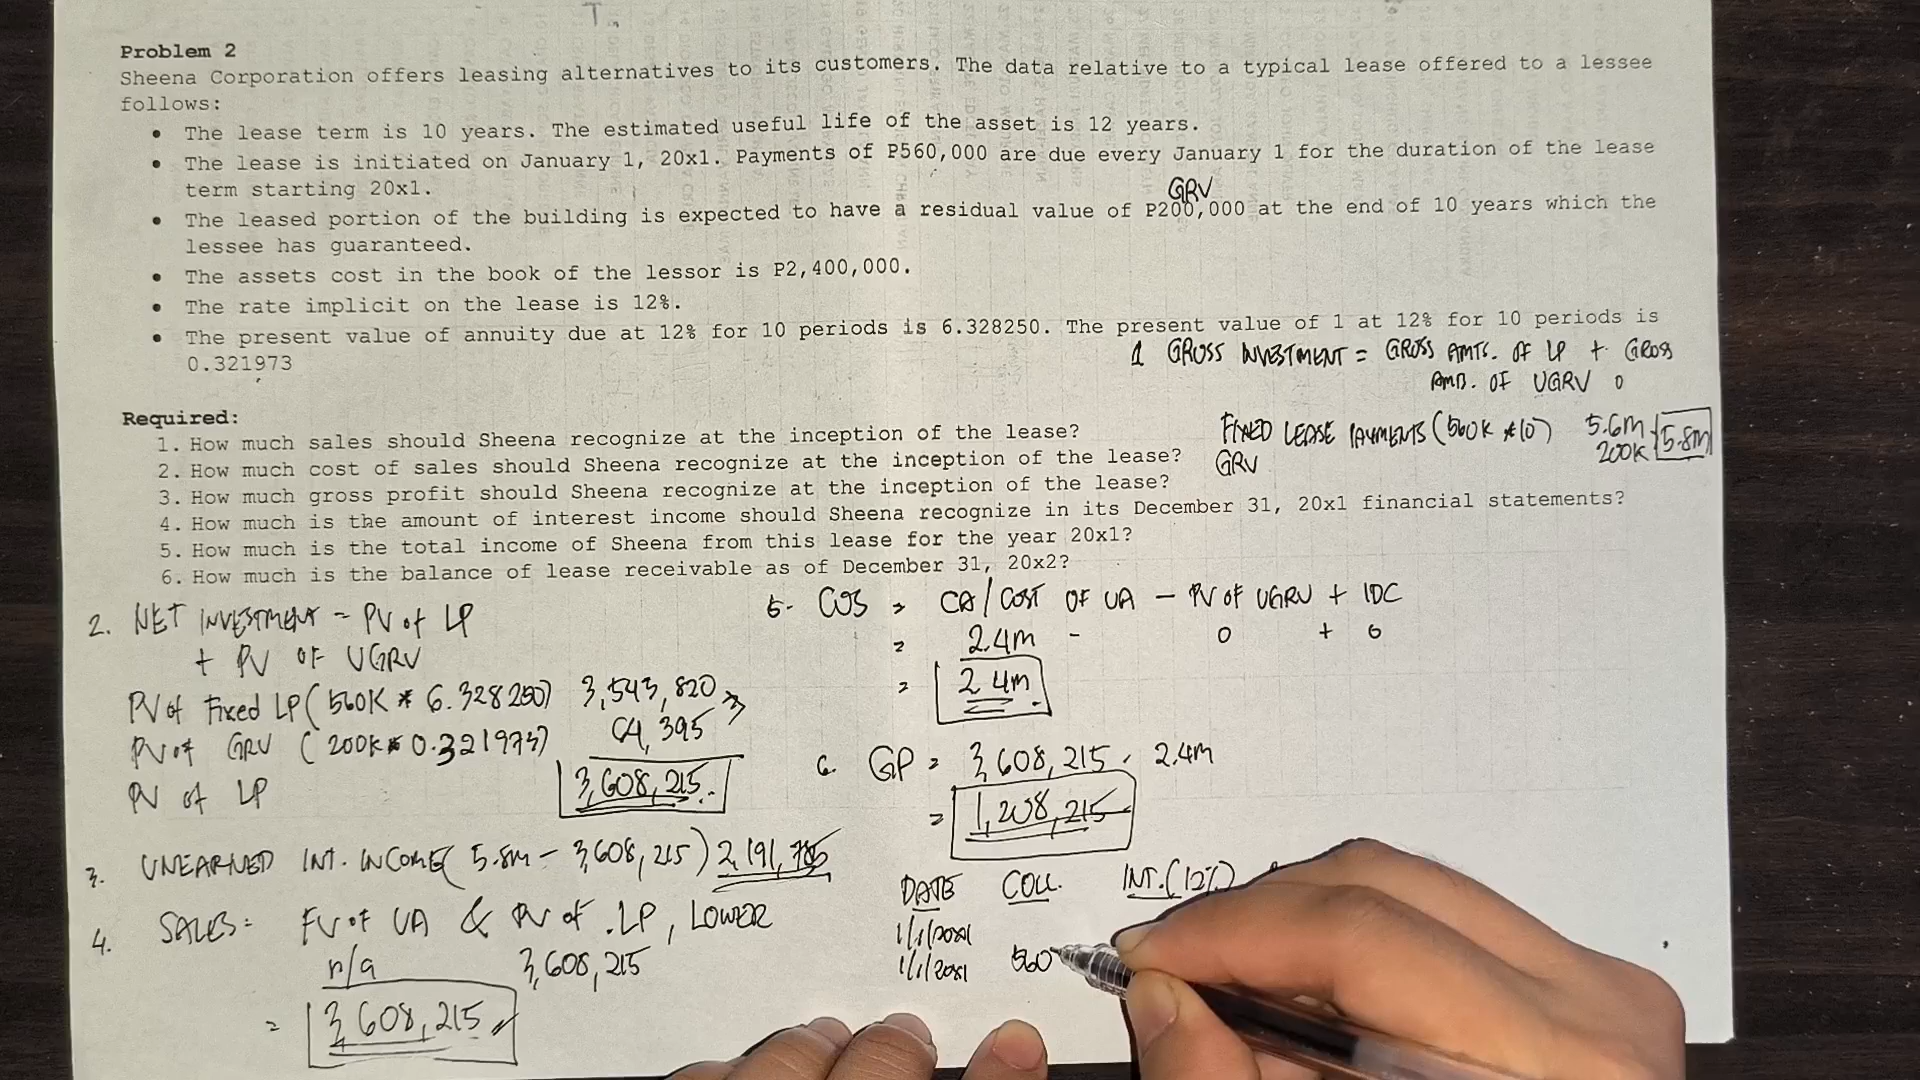 Problem 2
Sheena Corporation offers leasing alternatives to its customers. The data relative to a typical lease offered to a lessee
follows:
• The lease term is 10 years. The estimated useful life of the asset is 12 years.
• The lease is initiated on January 1, 20x1. Payments of P560,000 are due every January 1 for the duration of the lease
term starting 20x1.
GRV
• The leased portion of the building is expected to have a residual value of P200,000 at the end of 10 years which the
lessee has guaranteed.
• The assets cost in the book of the lessor is P2,400,000.
• The rate implicit on the lease is 12%.
• The present value of annuity due at 12% for 10 periods is 6.328250. The present value of 1 at 12% for 10 periods is
0.321973
1 GROSS INVESTMENT = GROSS AMTS. OF LP + GROSS
AMD. OF UGRV 0
Required:
1. How much sales should Sheena recognize at the inception of the lease?
2. How much cost of sales should Sheena recognize at the inception of the lease?
3. How much gross profit should Sheena recognize at the inception of the lease?
4. How much is the amount of interest income should Sheena recognize in its December 31, 20x1 financial statements?
5. How much is the total income of Sheena from this lease for the year 20x1?
6. How much is the balance of lease receivable as of December 31, 20x2?
FIXED LEASE PAYMENTS (560K * 10) 5.6m
GRV 200K 5.8m
2. NET INVESTMENT = PV of LP
+ PV OF UGRV
PV of Fixed LP (560K * 6.328250) 3,543,820
PV of GRV (200K * 0.321973) 64,395
PV of LP 3,608,215
3. UNEARNED INT. INCOME (5.8m - 3,608,215) 2,191,785
4. SALES = FV of UA & PV of LP, LOWER
n/a 3,608,215
= 3,608,215
5. COS = CA/COST OF UA - PV OF UGRV + IDC
= 2.4m - 0 + 0
= 2.4m
6. GP = 3,608,215 - 2.4m
= 1,208,215
DATE COLL. INT. (12%)
1/1/20x1
1/1/20x1 560